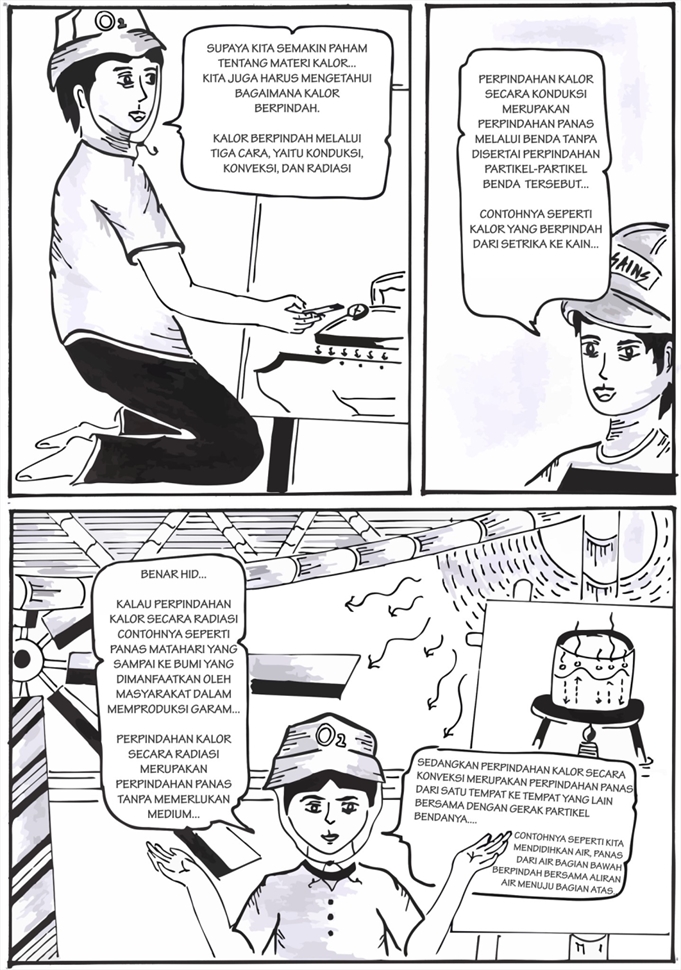 O2
SUPAYA KITA SEMAKIN PAHAM
TENTANG MATERI KALOR...
KITA JUGA HARUS MENGETAHUI
BAGAIMANA KALOR
BERPINDAH.
KALOR BERPINDAH MELALUI
TIGA CARA, YAITU KONDUKSI,
KONVEKSI, DAN RADIASI
PERPINDAHAN KALOR
SECARA KONDUKSI
MERUPAKAN
PERPINDAHAN PANAS
MELALUI BENDA TANPA
DISERTAI PERPINDAHAN
PARTIKEL-PARTIKEL
BENDA TERSEBUT...
CONTOHNYA SEPERTI
KALOR YANG BERPINDAH
DARI SETRIKA KE KAIN...
SAINS
BENAR HID...
KALAU PERPINDAHAN
KALOR SECARA RADIASI
CONTOHNYA SEPERTI
PANAS MATAHARI YANG
SAMPAI KE BUMI YANG
DIMANFAATKAN OLEH
MASYARAKAT DALAM
MEMPRODUKSI GARAM...
PERPINDAHAN KALOR
SECARA RADIASI
MERUPAKAN
PERPINDAHAN PANAS
TANPA MEMERLUKAN
MEDIUM...
O2
SEDANGKAN PERPINDAHAN KALOR SECARA
KONVEKSI MERUPAKAN PERPINDAHAN PANAS
DARI SATU TEMPAT KE TEMPAT YANG LAIN
BERSAMA DENGAN GERAK PARTIKEL
BENDANYA....
CONTOHNYA SEPERTI KITA
MENDIDIHKAN AIR, PANAS
DARI AIR BAGIAN BAWAH
BERPINDAH BERSAMA ALIRAN
AIR MENUJU BAGIAN ATAS.